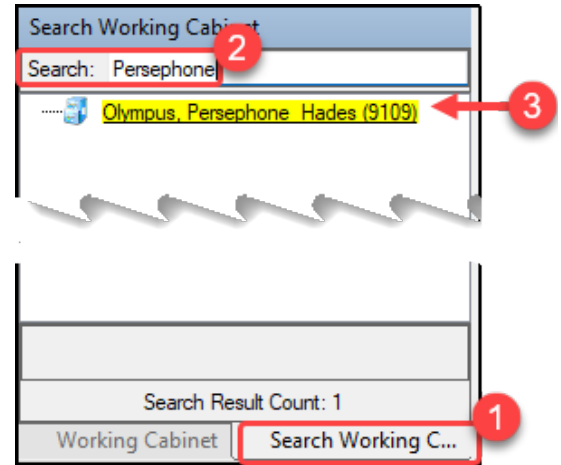 Search Working Cabinet
2
Search: Persephone
Olympus, Persephone Hades (9109)
3
Search Result Count: 1
1
Working Cabinet
Search Working C...